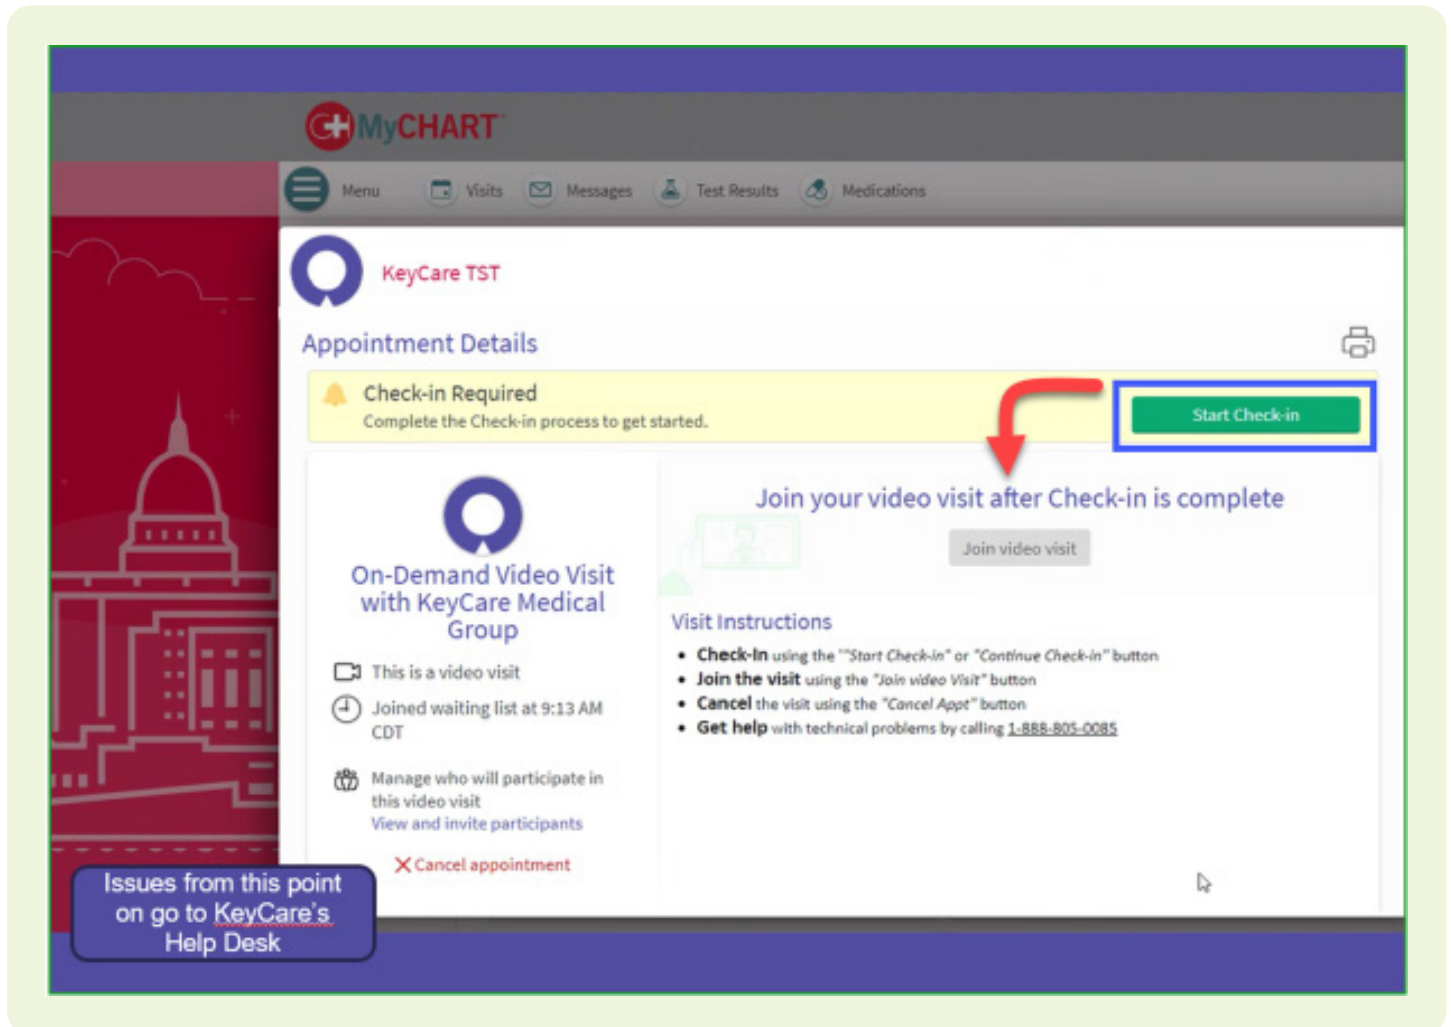 MyCHART
Menu
Visits
Messages
Test Results
Medications
KeyCare TST
Appointment Details
Check-in Required
Complete the Check-in process to get started.
Start Check-in
Join your video visit after Check-in is complete
Join video visit
On-Demand Video Visit
with KeyCare Medical
Group
This is a video visit
Joined waiting list at 9:13 AM
CDT
Manage who will participate in
this video visit
View and invite participants
Cancel appointment
Visit Instructions
• Check-In using the ""Start Check-in" or "Continue Check-in" button
• Join the visit using the "Join video Visit" button
• Cancel the visit using the "Cancel Appt" button
• Get help with technical problems by calling 1-888-805-0085
Issues from this point
on go to KeyCare's
Help Desk